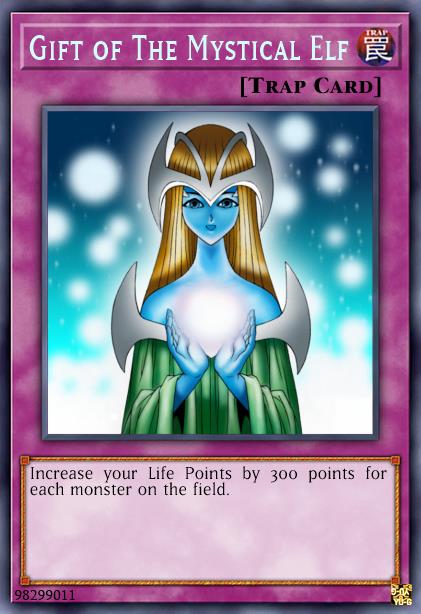 Gift of The Mystical Elf
TRAP
罠
[Trap Card]
Increase your Life Points by 300 points for
each monster on the field.
98299011